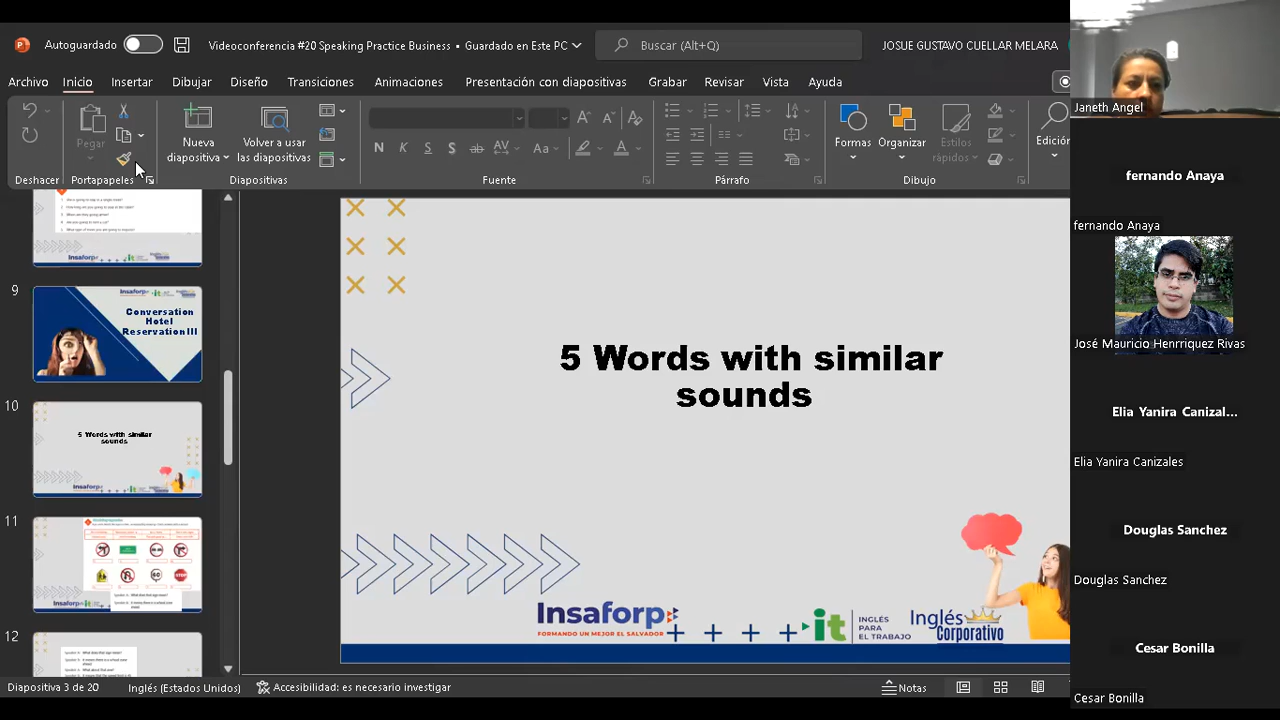 Autoguardado
Videoconferencia #20 Speaking Practice Business • Guardado en Este PC
Buscar (Alt+Q)
JOSUE GUSTAVO CUELLAR MELARA
Archivo Inicio Insertar Dibujar Diseño Transiciones Animaciones Presentación con diapositivas Grabar Revisar Vista Ayuda
Pegar
Nueva diapositiva
Volver a usar las diapositivas
N K S S ab AV Aa A
Formas
Organizar
Estilos rápidos
Edición
Deshacer Portapapeles Diapositivas Fuente Párrafo Dibujo
Insaforp
9
Insaforp
Conversation
Hotel
Reservation III
10
5 Words with similar
sounds
Insaforp
11
12
5 Words with similar
sounds
Insaforp
FORMANDO UN MEJOR EL SALVADOR
it
INGLÉS
PARA
EL TRABAJO
Inglés
Corporativo
Diapositiva 3 de 20
Inglés (Estados Unidos)
Accesibilidad: es necesario investigar
Notas
Janeth Angel
fernando Anaya
fernando Anaya
José Mauricio Henrriquez Rivas
Elia Yanira Canizal...
Elia Yanira Canizales
Douglas Sanchez
Douglas Sanchez
Cesar Bonilla
Cesar Bonilla